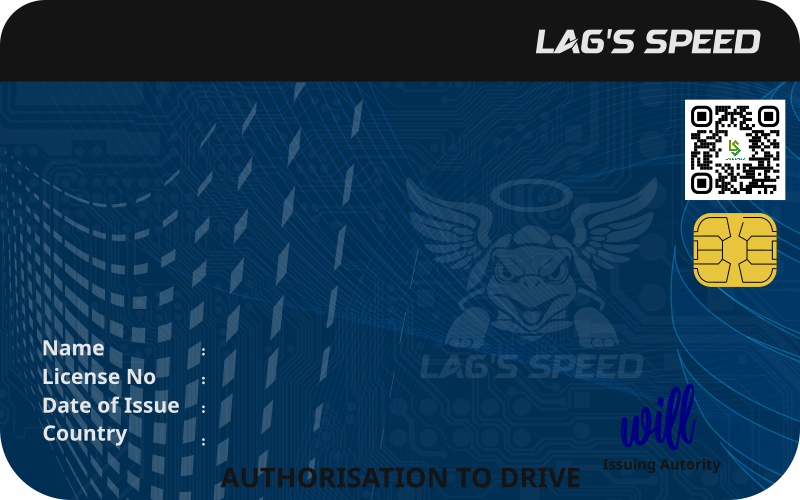 LAG'S SPEED
LAG'S SPEED
Name :
License No :
Date of Issue :
Country :
will
Issuing Autority
AUTHORISATION TO DRIVE